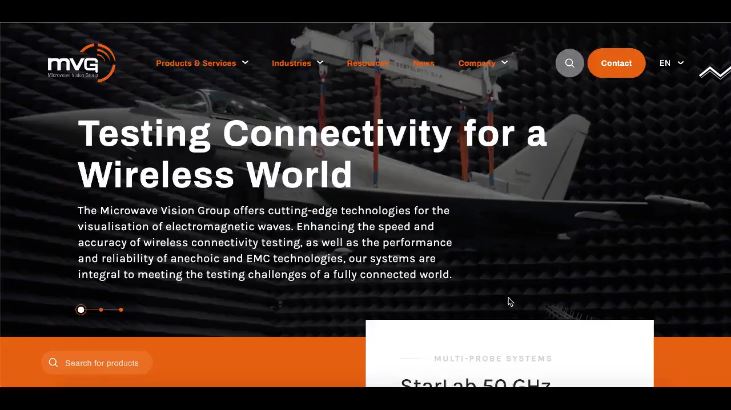 mvg
Microwave Vision Group
Products & Services
Industries
Resources
News
Company
Contact
EN
Testing Connectivity for a
Wireless World
The Microwave Vision Group offers cutting-edge technologies for the
visualisation of electromagnetic waves. Enhancing the speed and
accuracy of wireless connectivity testing, as well as the performance
and reliability of anechoic and EMC technologies, our systems are
integral to meeting the testing challenges of a fully connected world.
Search for products
MULTI-PROBE SYSTEMS
StarLab 50 GHz